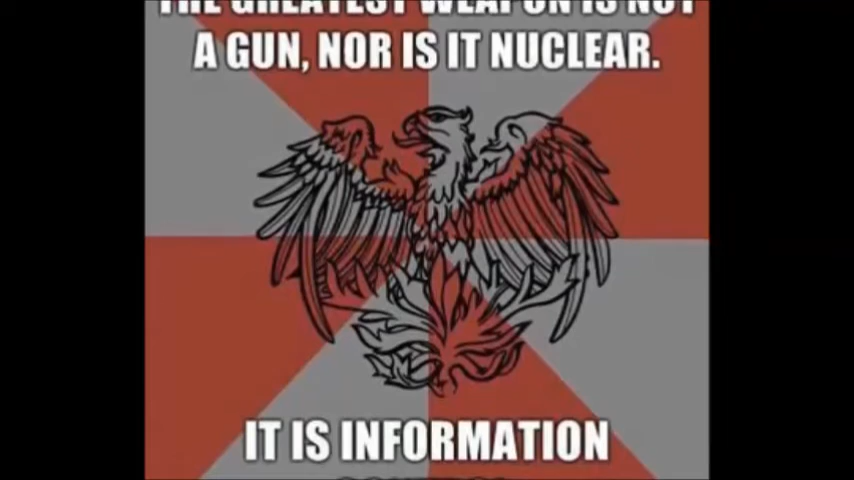 THE GREATEST WEAPON IS NOT
A GUN, NOR IS IT NUCLEAR.
IT IS INFORMATION